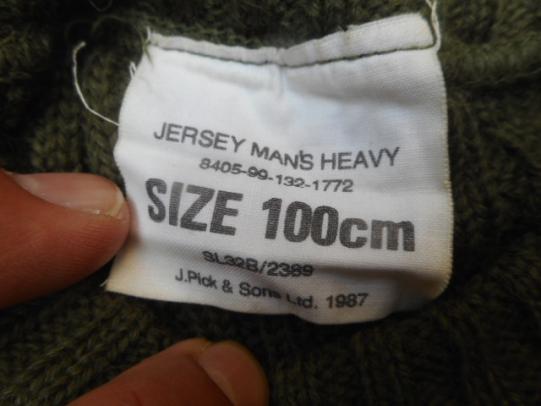 JERSEY MAN'S HEAVY
8405-99-132-1772
SIZE 100cm
SL32B/2389
J.Pick & Sons Ltd. 1987